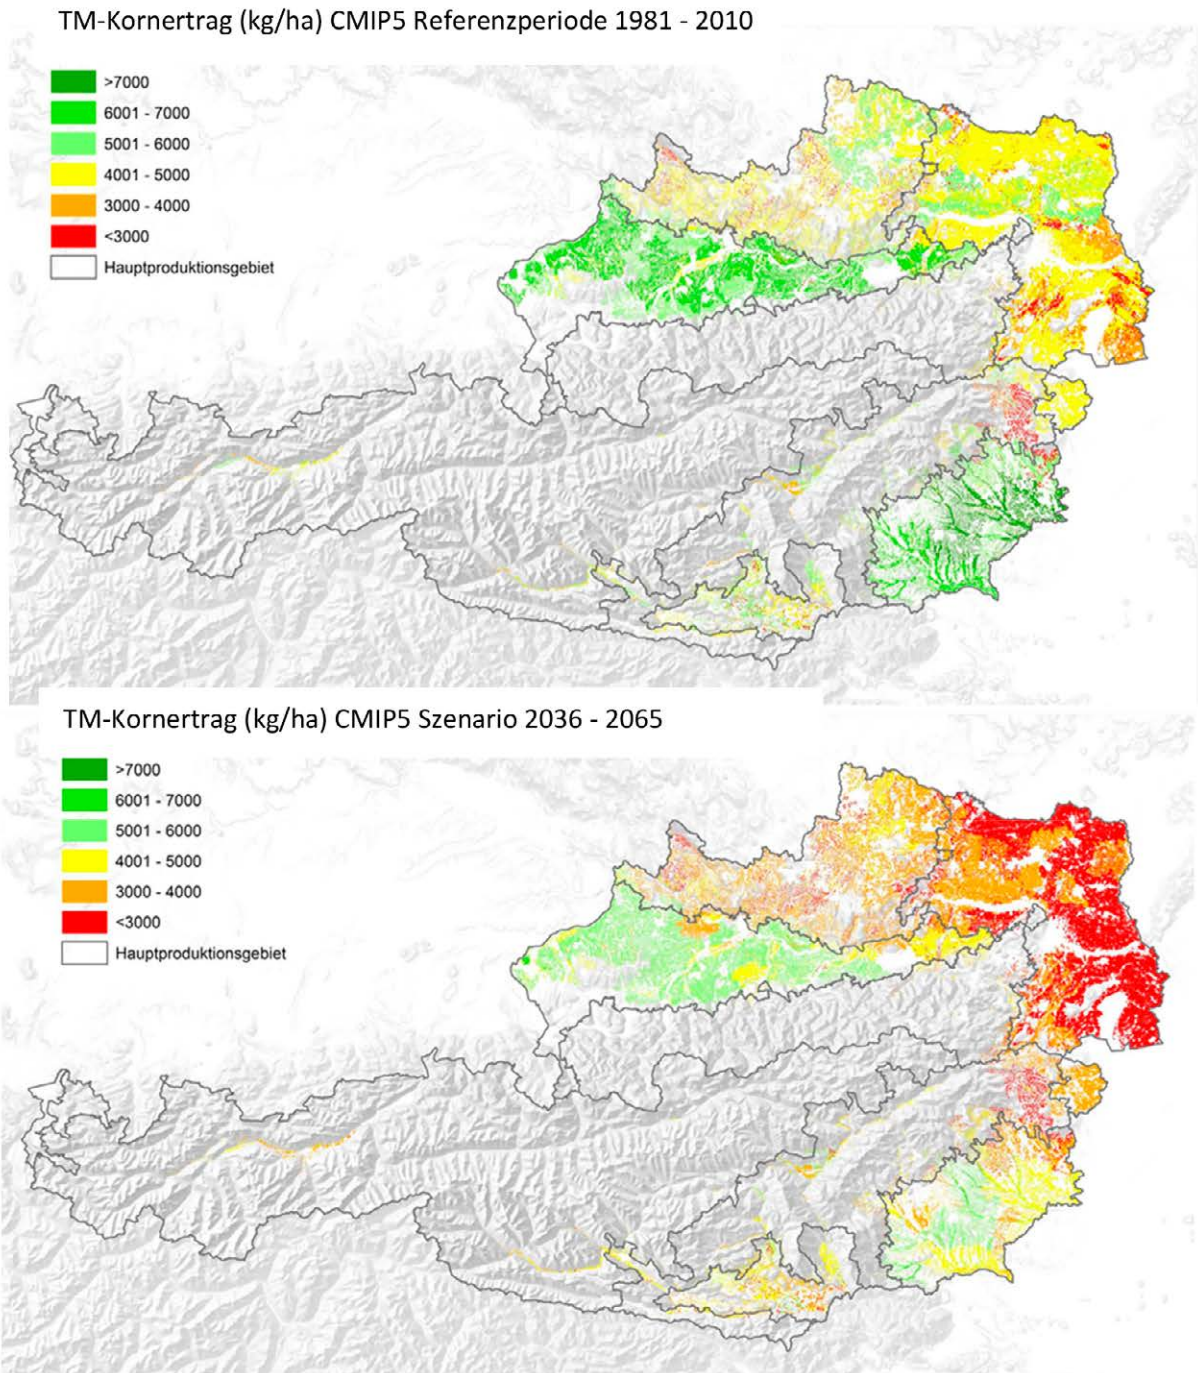 TM-Kornertrag (kg/ha) CMIP5 Referenzperiode 1981 - 2010
>7000
6001 - 7000
5001 - 6000
4001 - 5000
3000 - 4000
<3000
Hauptproduktionsgebiet
TM-Kornertrag (kg/ha) CMIP5 Szenario 2036 - 2065
>7000
6001 - 7000
5001 - 6000
4001 - 5000
3000 - 4000
<3000
Hauptproduktionsgebiet